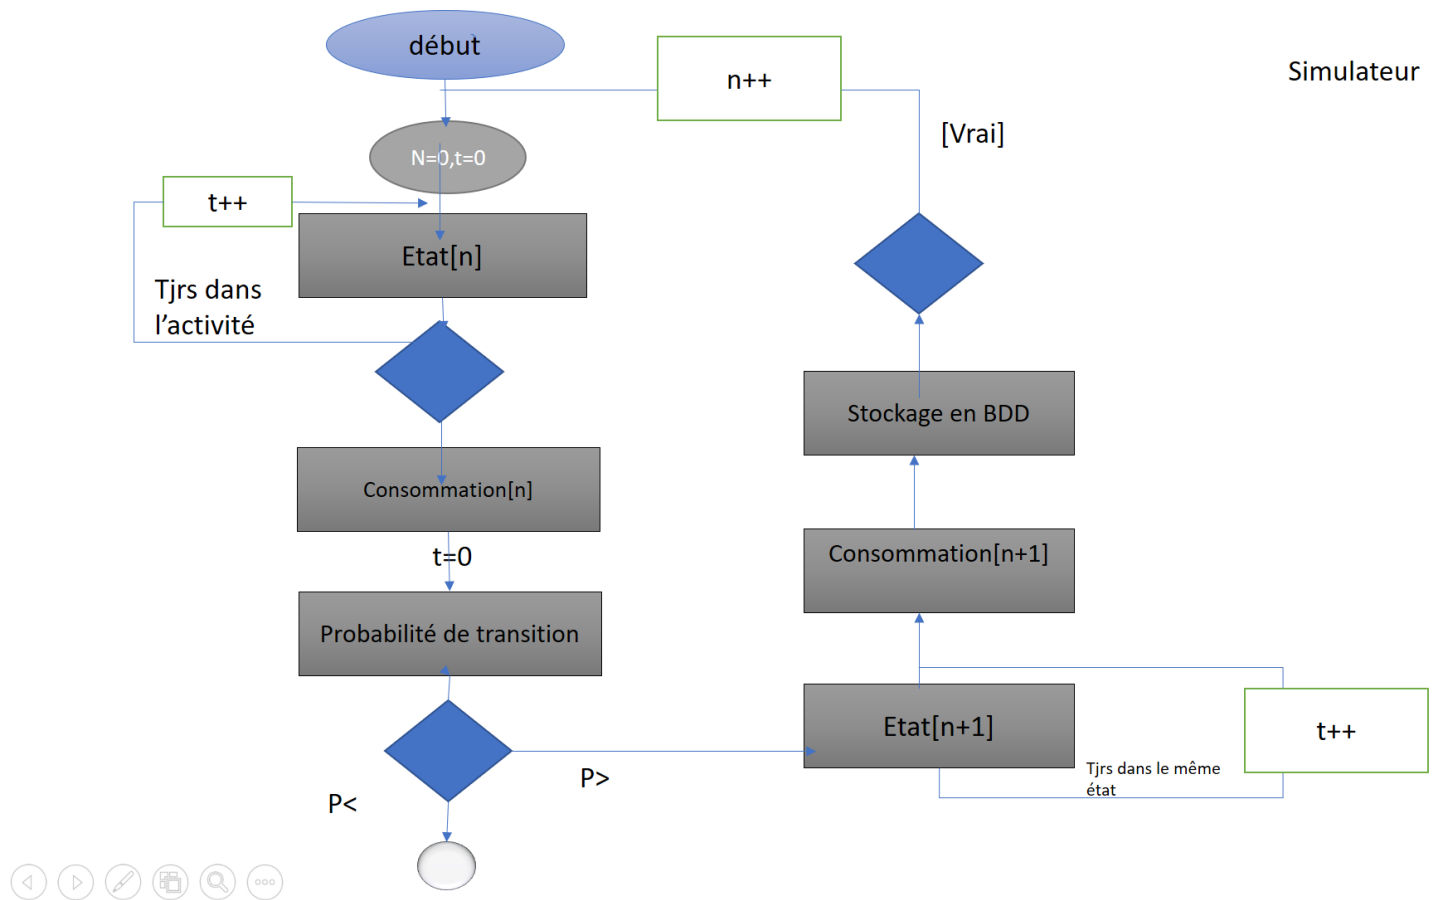 début
n++
Simulateur
[Vrai]
N=0,t=0
t++
Etat[n]
Tjrs dans
l’activité
Consommation[n]
t=0
Probabilité de transition
P<
P>
Stockage en BDD
Consommation[n+1]
Etat[n+1]
t++
Tjrs dans le même
état